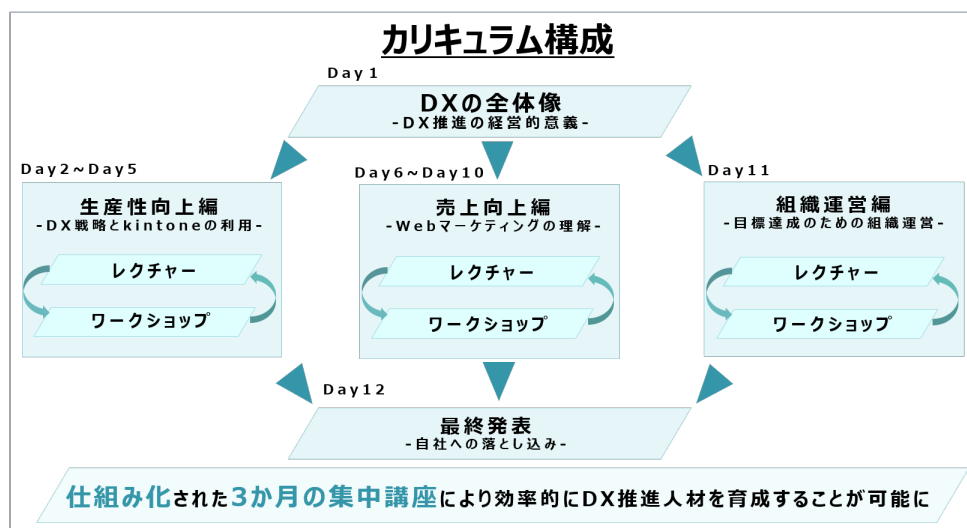 カリキュラム構成
Day1
DXの全体像
-DX推進の経営的意義-
Day2~Day5
生産性向上編
-DX戦略とkintoneの利用-
レクチャー
ワークショップ
Day6~Day10
売上向上編
-Webマーケティングの理解-
レクチャー
ワークショップ
Day11
組織運営編
-目標達成のための組織運営-
レクチャー
ワークショップ
Day12
最終発表
-自社への落とし込み-
仕組み化された3か月の集中講座により効率的にDX推進人材を育成することが可能に